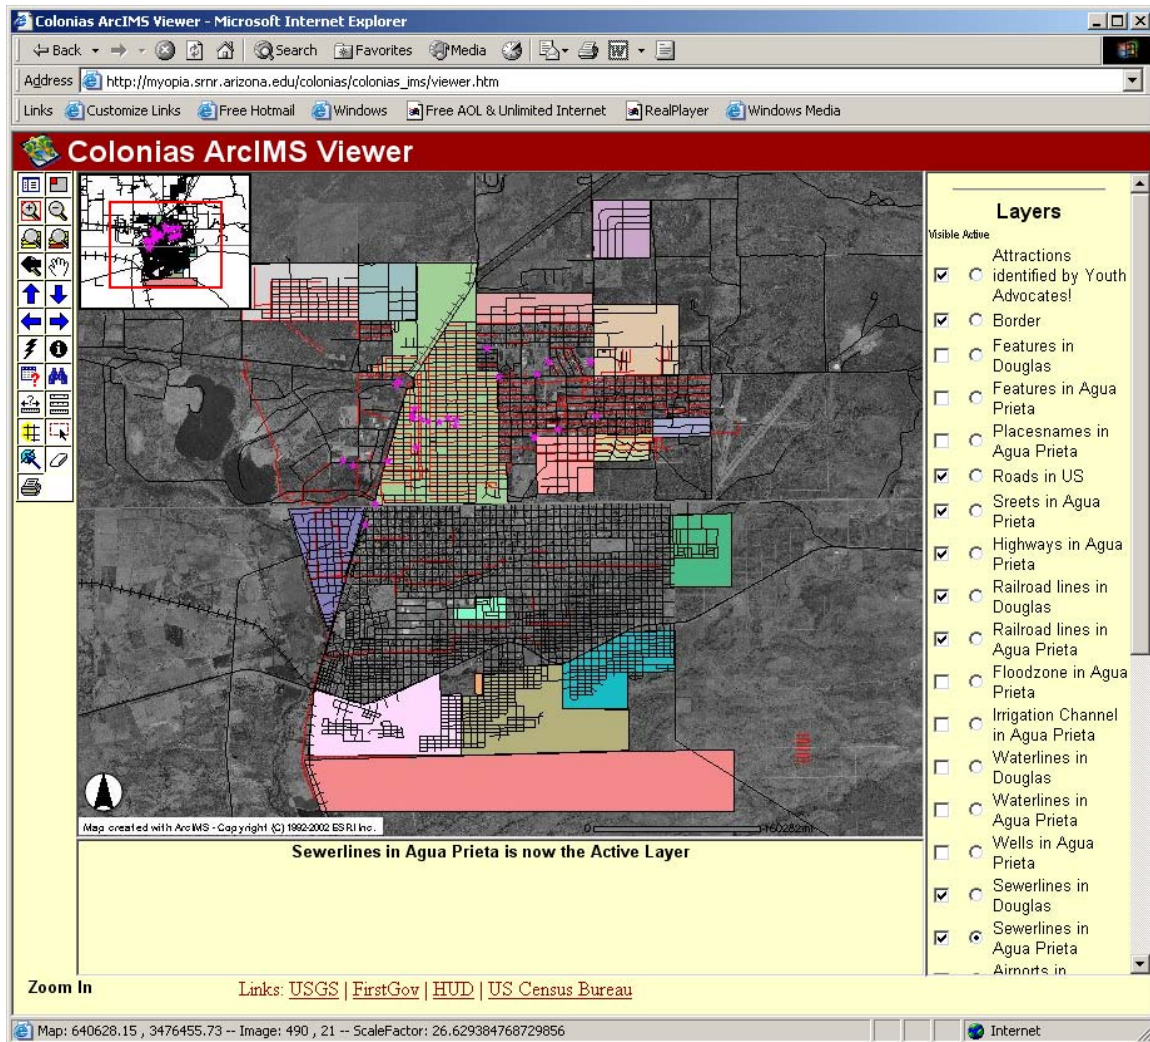 Colonias ArcIMS Viewer - Microsoft Internet Explorer
Back
Search
Favorites
Media
Address
http://myopia.srnr.arizona.edu/colonias/colonias_ims/viewer.htm
Links
Customize Links
Free Hotmail
Windows
Free AOL & Unlimited Internet
RealPlayer
Windows Media
Colonias ArcIMS Viewer
Map created with ArcIMS - Copyright (C) 1992-2002 ESRI Inc.
0
Layers
Visible Active
Attractions
identified by Youth
Advocates!
Border
Features in
Douglas
Features in Agua
Prieta
Placesnames in
Agua Prieta
Roads in US
Sreets in Agua
Prieta
Highways in Agua
Prieta
Railroad lines in
Douglas
Railroad lines in
Agua Prieta
Floodzone in Agua
Prieta
Irrigation Channel
in Agua Prieta
Waterlines in
Douglas
Waterlines in
Agua Prieta
Wells in Agua
Prieta
Sewerlines in
Douglas
Sewerlines in
Agua Prieta
Airports in
Sewerlines in Agua Prieta is now the Active Layer
Zoom In
Links: USGS | FirstGov | HUD | US Census Bureau
Map: 640628.15 , 3476455.73 -- Image: 490 , 21 -- ScaleFactor: 26.629384768729856
Internet